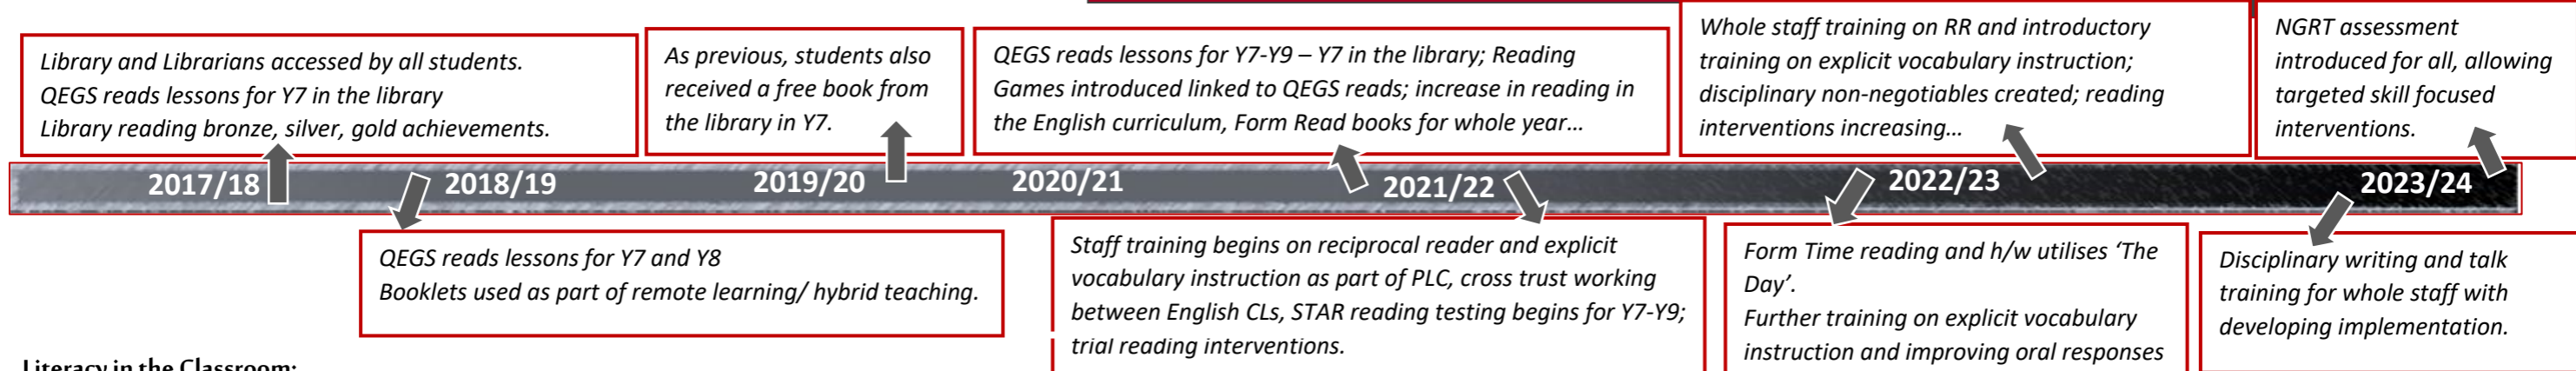 Library and Librarians accessed by all students.
QEGS reads lessons for Y7 in the library
Library reading bronze, silver, gold achievements.
As previous, students also
received a free book from
the library in Y7.
QEGS reads lessons for Y7-Y9 – Y7 in the library; Reading
Games introduced linked to QEGS reads; increase in reading in
the English curriculum, Form Read books for whole year…
Whole staff training on RR and introductory
training on explicit vocabulary instruction;
disciplinary non-negotiables created; reading
interventions increasing…
NGRT assessment
introduced for all, allowing
targeted skill focused
interventions.
2017/18
2018/19
2019/20
2020/21
2021/22
2022/23
2023/24
QEGS reads lessons for Y7 and Y8
Booklets used as part of remote learning/ hybrid teaching.
Staff training begins on reciprocal reader and explicit
vocabulary instruction as part of PLC, cross trust working
between English CLs, STAR reading testing begins for Y7-Y9;
trial reading interventions.
Form Time reading and h/w utilises ‘The
Day’.
Further training on explicit vocabulary
instruction and improving oral responses
Disciplinary writing and talk
training for whole staff with
developing implementation.
Literacy in the Classroom: